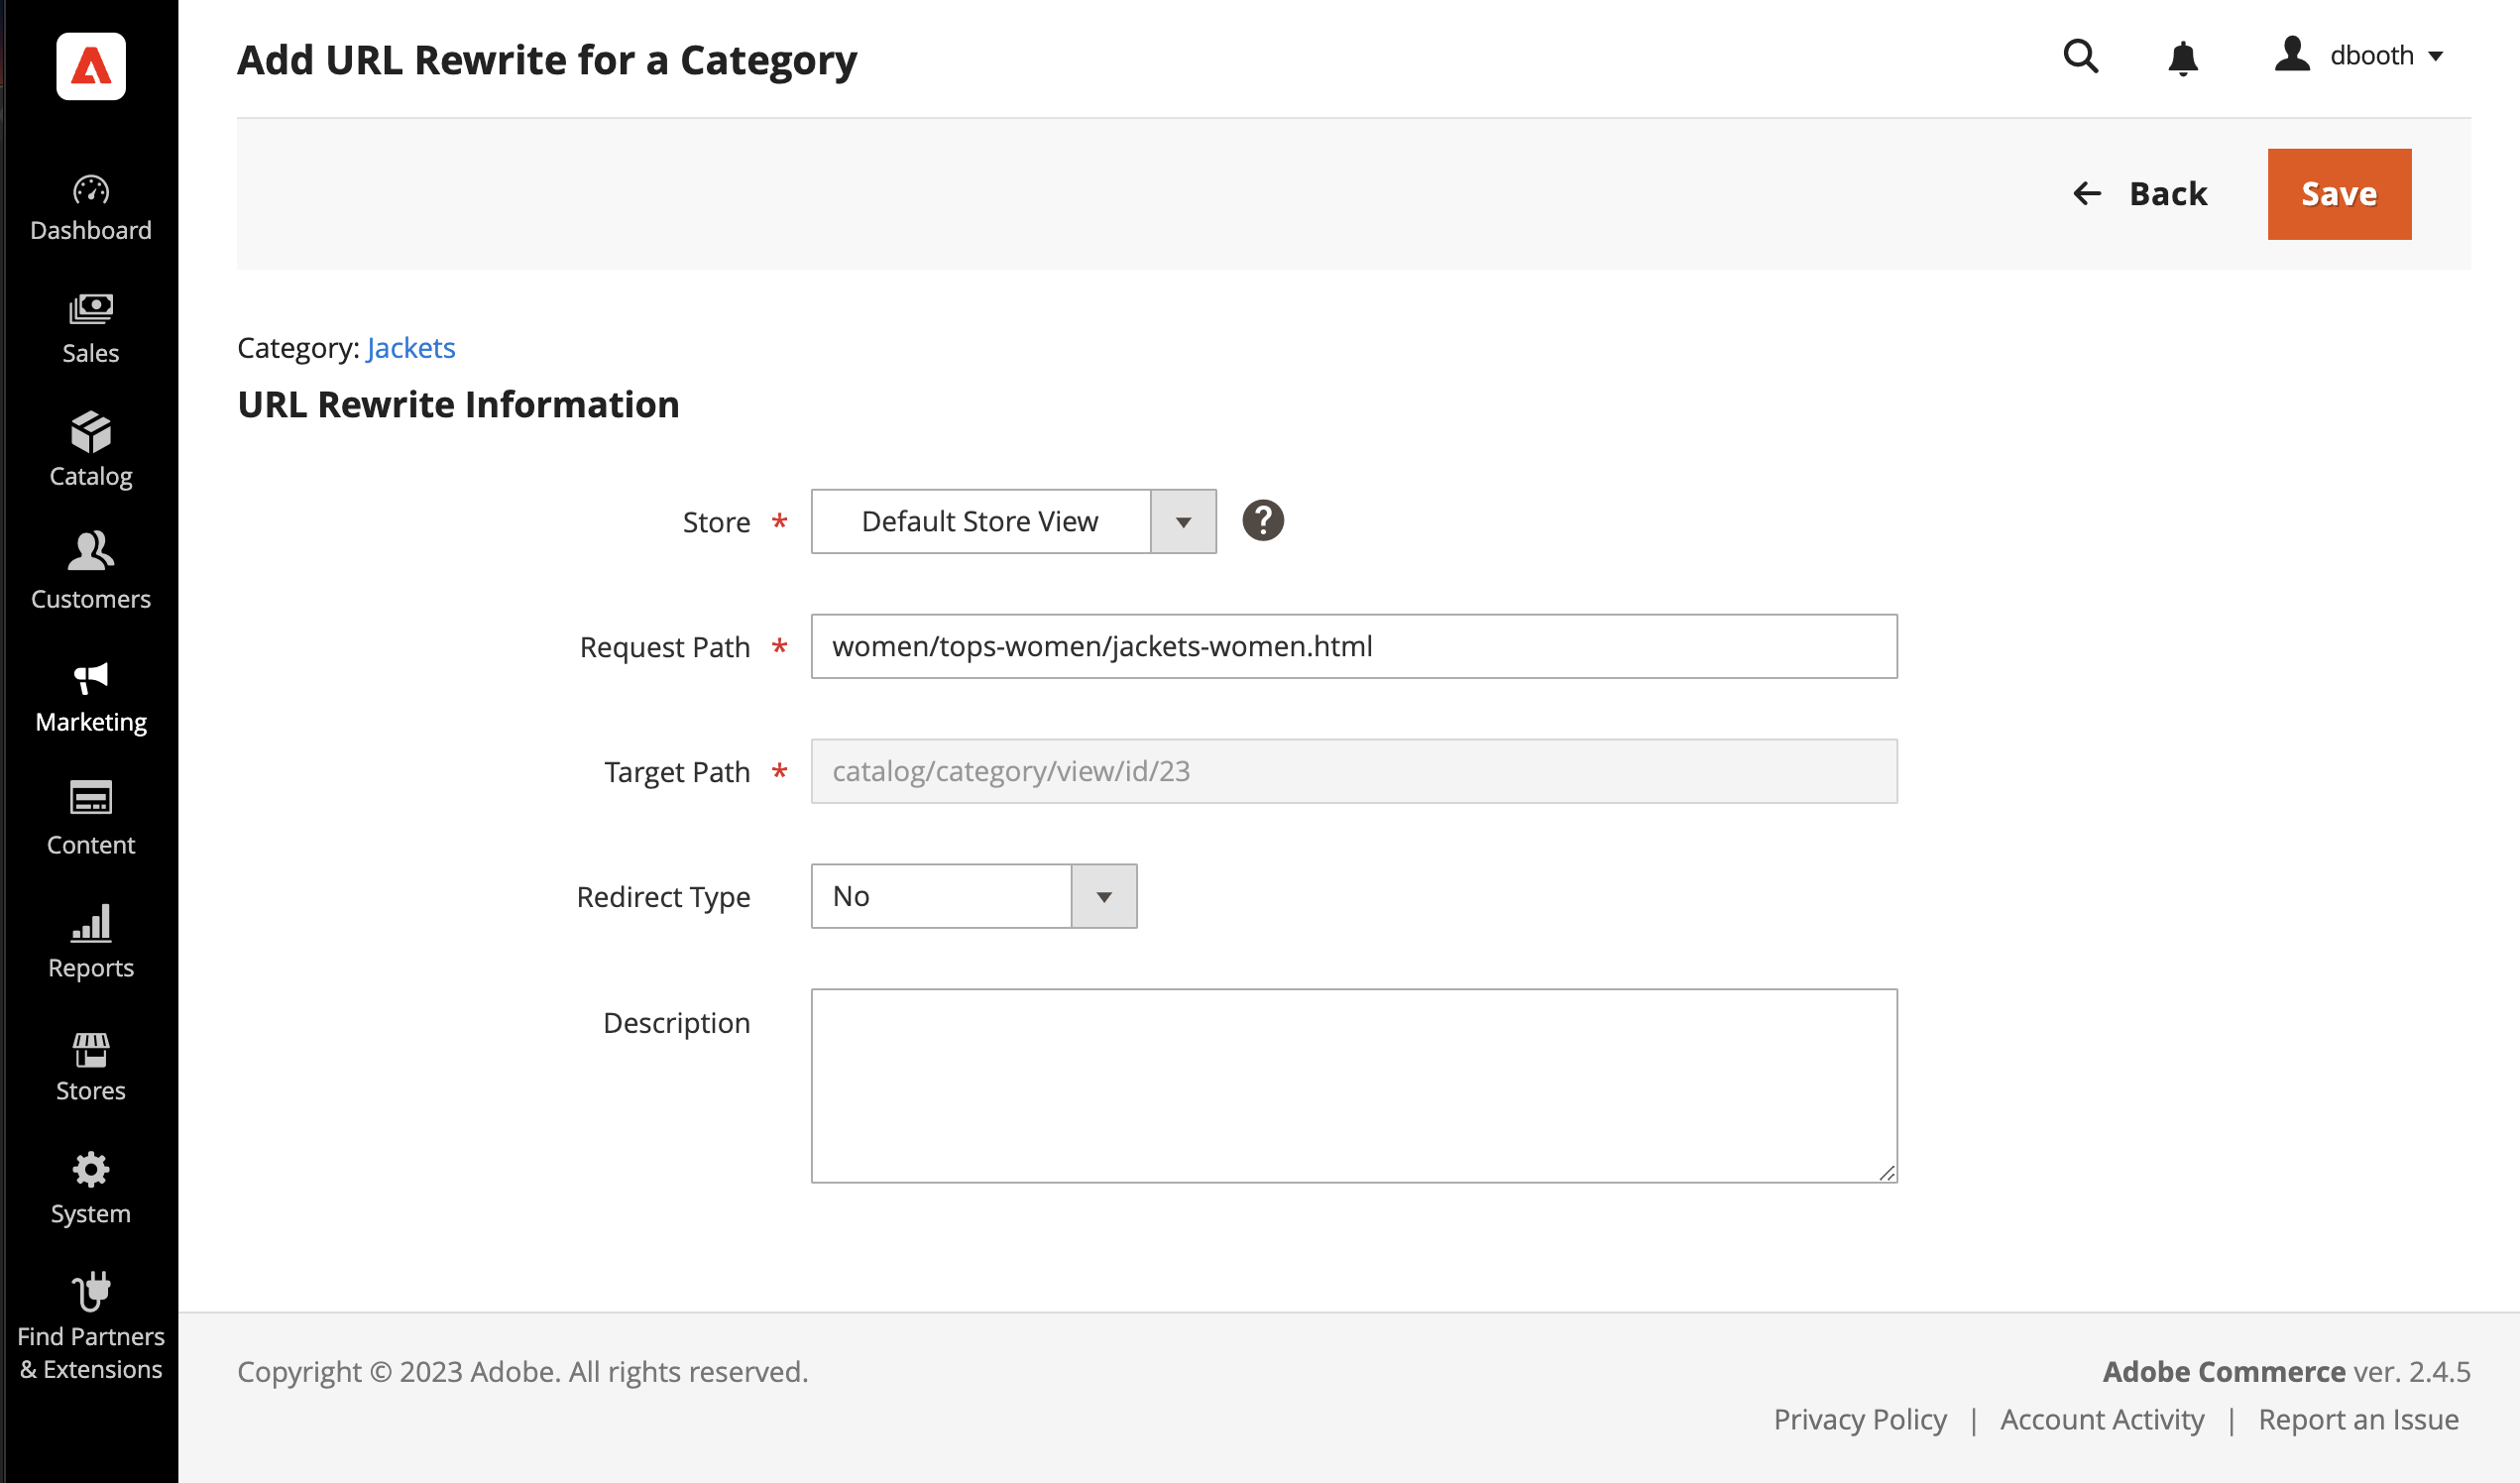 Add URL Rewrite for a Category
dbooth
Back
Save
Dashboard
Sales
Catalog
Customers
Marketing
Content
Reports
Stores
System
Find Partners
& Extensions
Category: Jackets
URL Rewrite Information
Store *
Default Store View
?
Request Path *
women/tops-women/jackets-women.html
Target Path *
catalog/category/view/id/23
Redirect Type
No
Description
Copyright © 2023 Adobe. All rights reserved.
Adobe Commerce ver. 2.4.5
Privacy Policy | Account Activity | Report an Issue